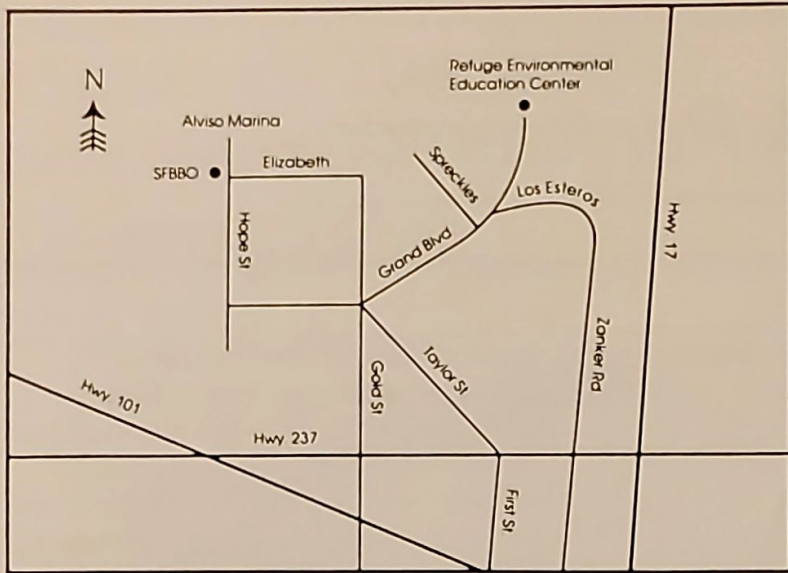 Refuge Environmental
Education Center
N
Alviso Marina
SFBBO
Elizabeth
Spreckles
Los Esteros
Hope St
Grand Blvd
Hwy 17
Gold St
Taylor St
Zanker Rd
Hwy 101
Hwy 237
First St